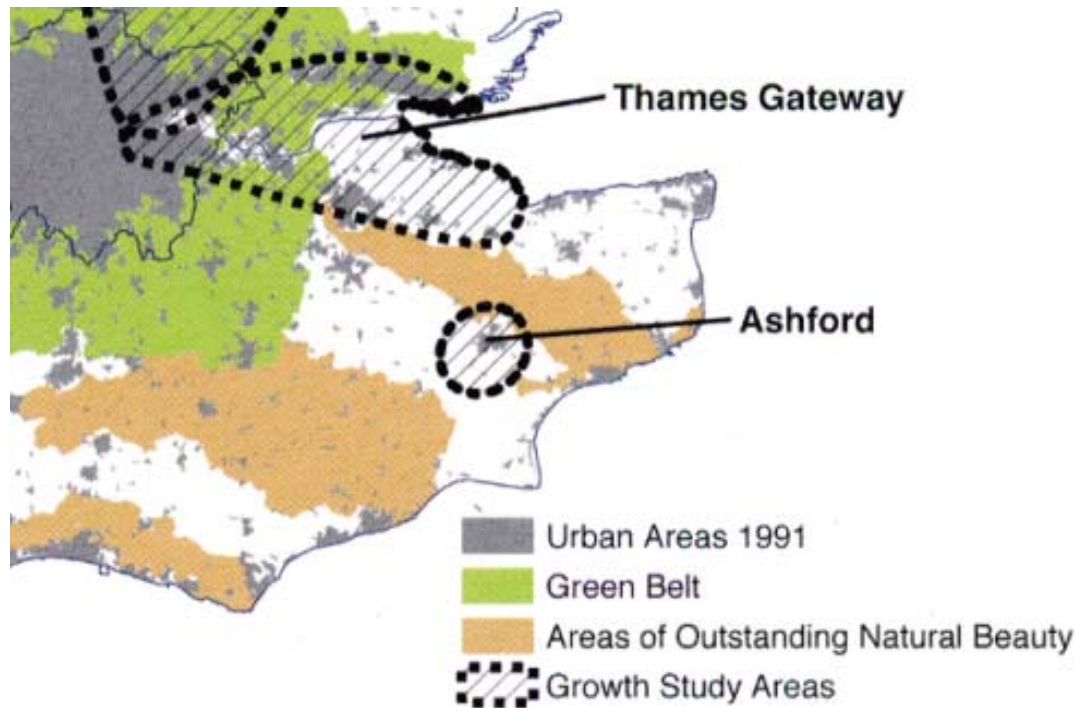 Thames Gateway
Ashford
Urban Areas 1991
Green Belt
Areas of Outstanding Natural Beauty
Growth Study Areas